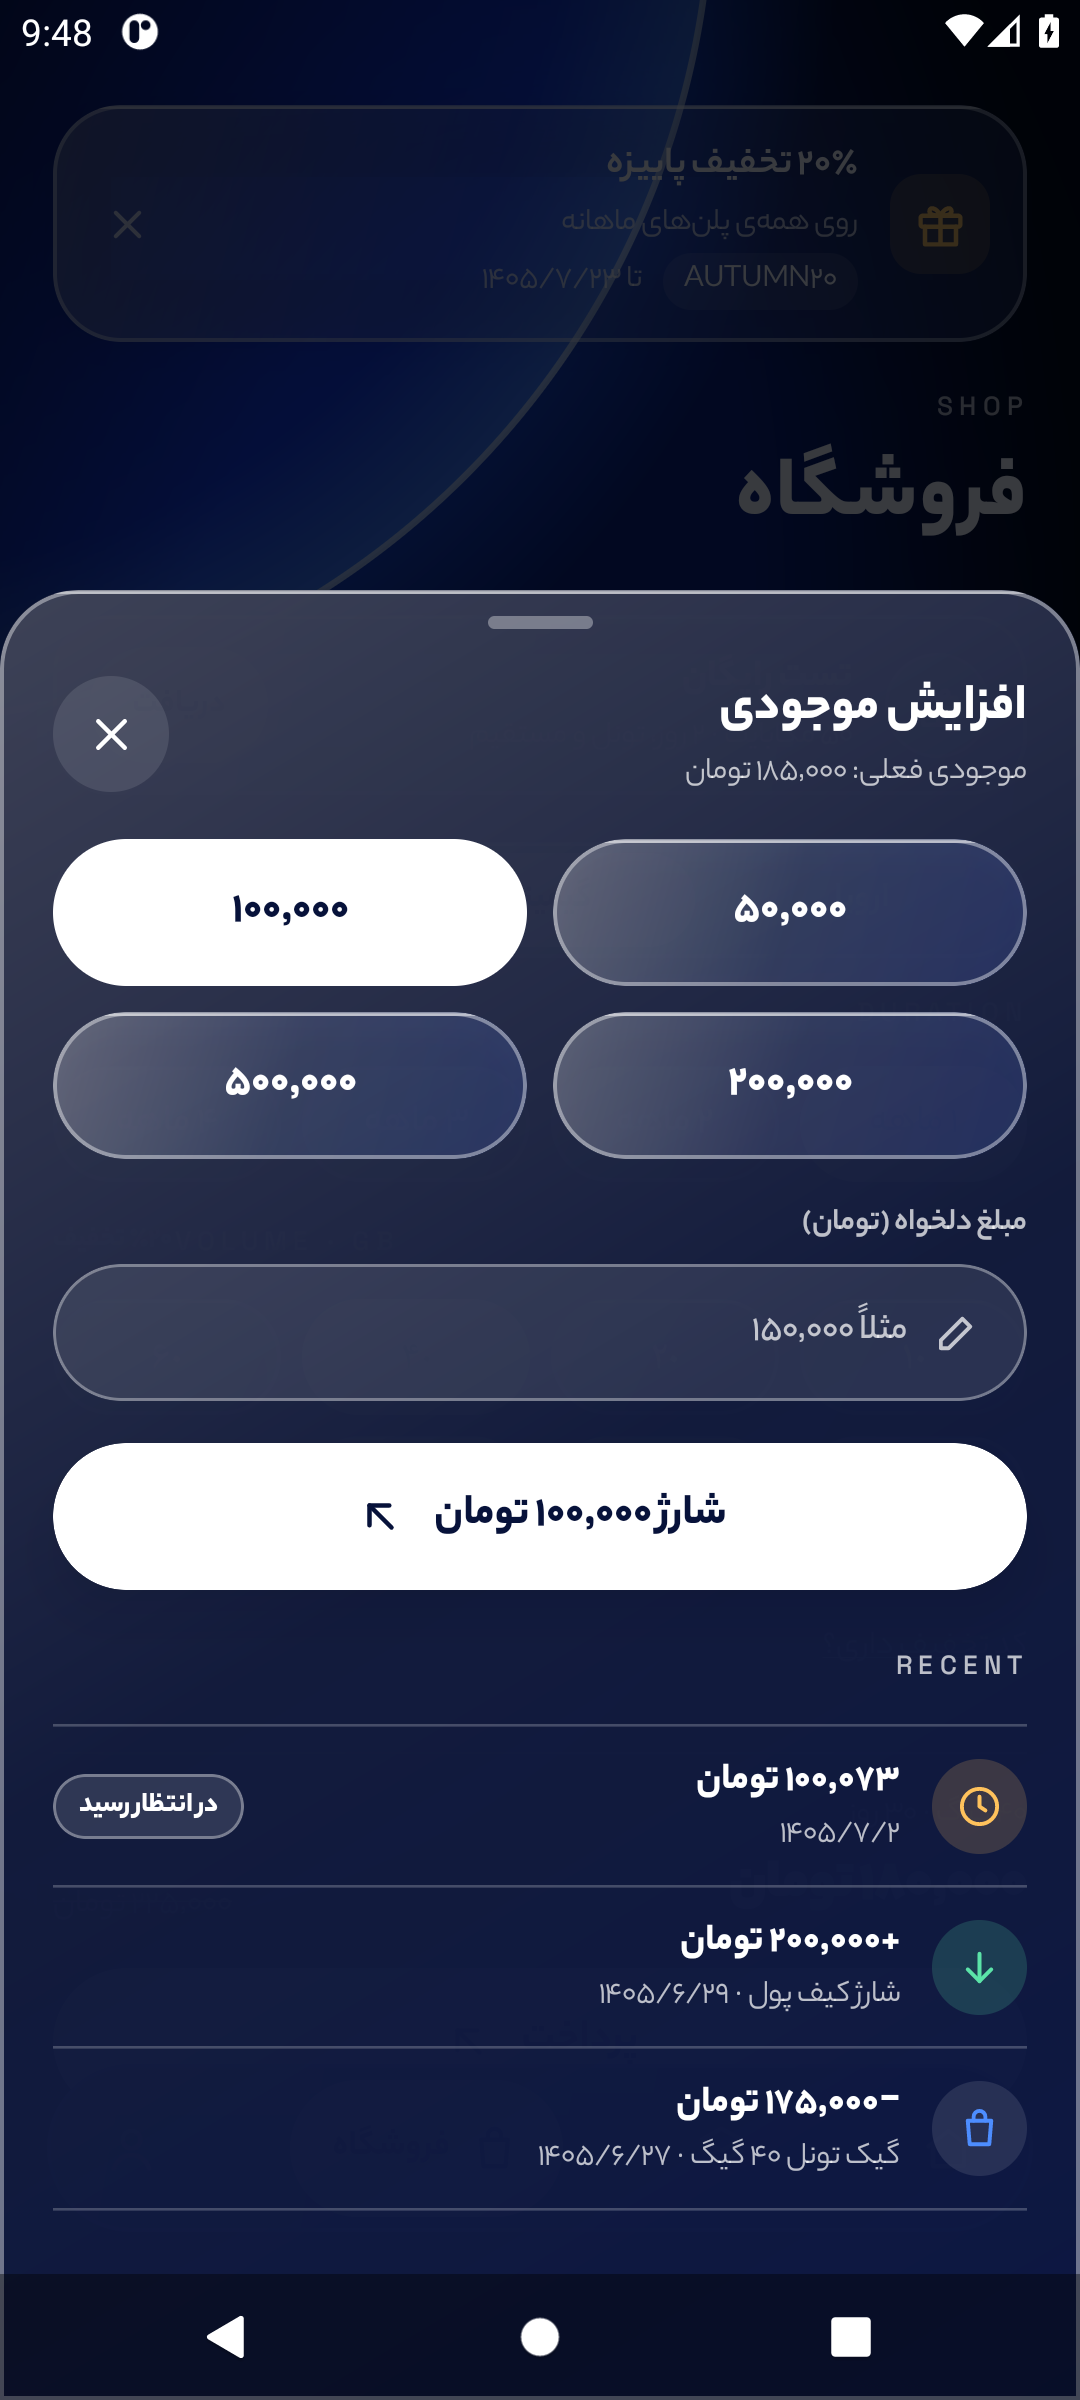 9:48
۲۰% تخفیف پاییزه
روی همه‌ی پلن‌های ماهانه
AUTUMN۲۰ تا ۱۴۰۵/۷/۲۳
SHOP
فروشگاه
افزایش موجودی
موجودی فعلی: ۱۸۵,۰۰۰ تومان
۵۰,۰۰۰
۱۰۰,۰۰۰
۲۰۰,۰۰۰
۵۰۰,۰۰۰
مبلغ دلخواه (تومان)
مثلاً ۱۵۰,۰۰۰
شارژ ۱۰۰,۰۰۰ تومان
RECENT
۱۰۰,۰۷۳ تومان
در انتظار رسید
۱۴۰۵/۷/۲
+۲۰۰,۰۰۰ تومان
شارژ کیف پول · ۱۴۰۵/۶/۲۹
−۱۷۵,۰۰۰ تومان
گیک تونل ۴۰ گیگ · ۱۴۰۵/۶/۲۷